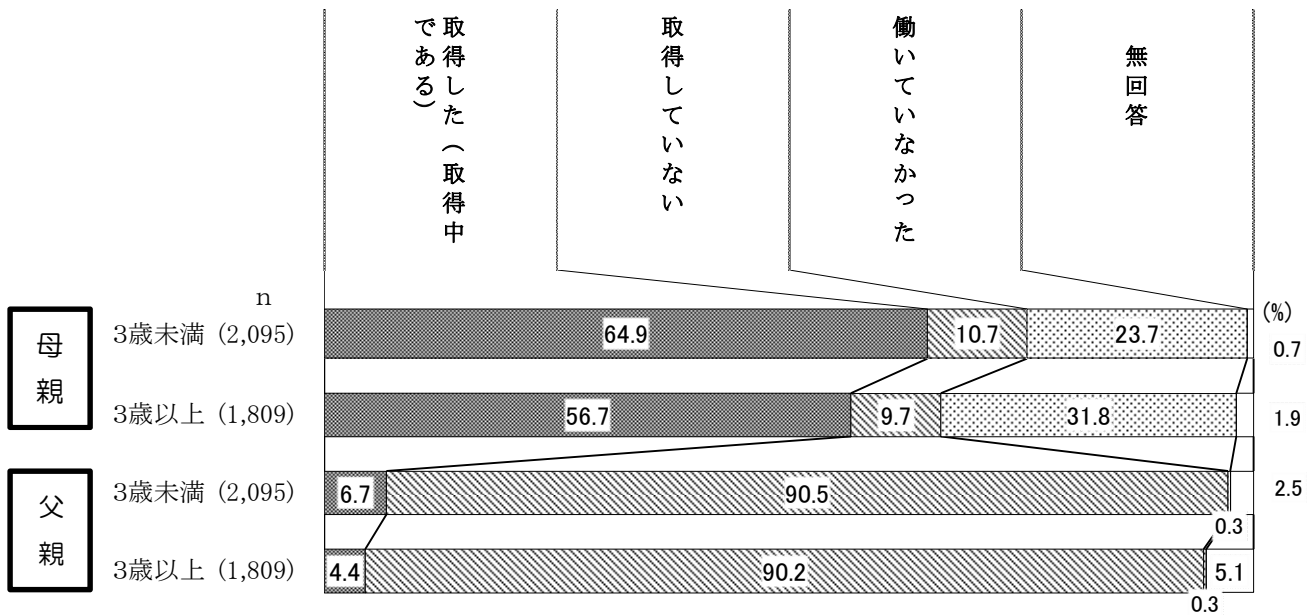 取得した（取得中
である）
取得していない
働いていなかった
無回答
n
(%)
母親
3歳未満 (2,095)
64.9
10.7
23.7
0.7
3歳以上 (1,809)
56.7
9.7
31.8
1.9
父親
3歳未満 (2,095)
6.7
90.5
0.3
2.5
3歳以上 (1,809)
4.4
90.2
0.3
5.1